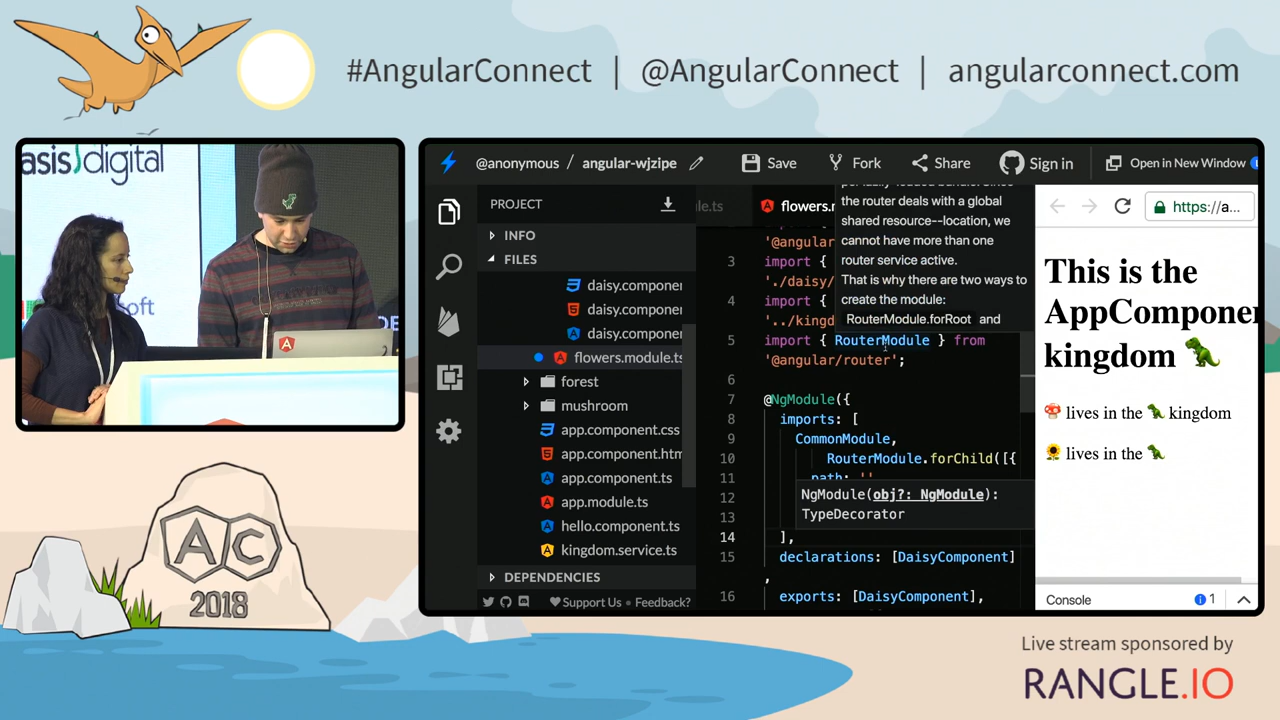 #AngularConnect | @AngularConnect | angularconnect.com
asis digital
@anonymous / angular-wjzipe
Save
Fork
Share
Sign in
Open in New Window
PROJECT
INFO
FILES
daisy.componen
daisy.componen
daisy.componen
flowers.module.ts
forest
mushroom
app.component.css
app.component.htm
app.component.ts
app.module.ts
hello.component.ts
kingdom.service.ts
DEPENDENCIES
Support Us • Feedback?
le.ts
flowers.m
the router deals with a global
shared resource--location, we
cannot have more than one
router service active.
That is why there are two ways to
create the module:
RouterModule.forRoot and
'@angular
3 import {
'./daisy/
4 import {
'../kingd
5 import { RouterModule } from
'@angular/router';
6
7 @NgModule({
8 imports: [
9 CommonModule,
10 RouterModule.forChild([{
11 path: ''
12
13
NgModule(obj?: NgModule):
TypeDecorator
14 ],
15 declarations: [DaisyComponent]
,
16 exports: [DaisyComponent],
https://a...
This is the
AppComponen
kingdom 🦖
🍄 lives in the 🦖 kingdom
🌻 lives in the 🦖
Console
1
AC
2018
Live stream sponsored by
RANGLE.IO